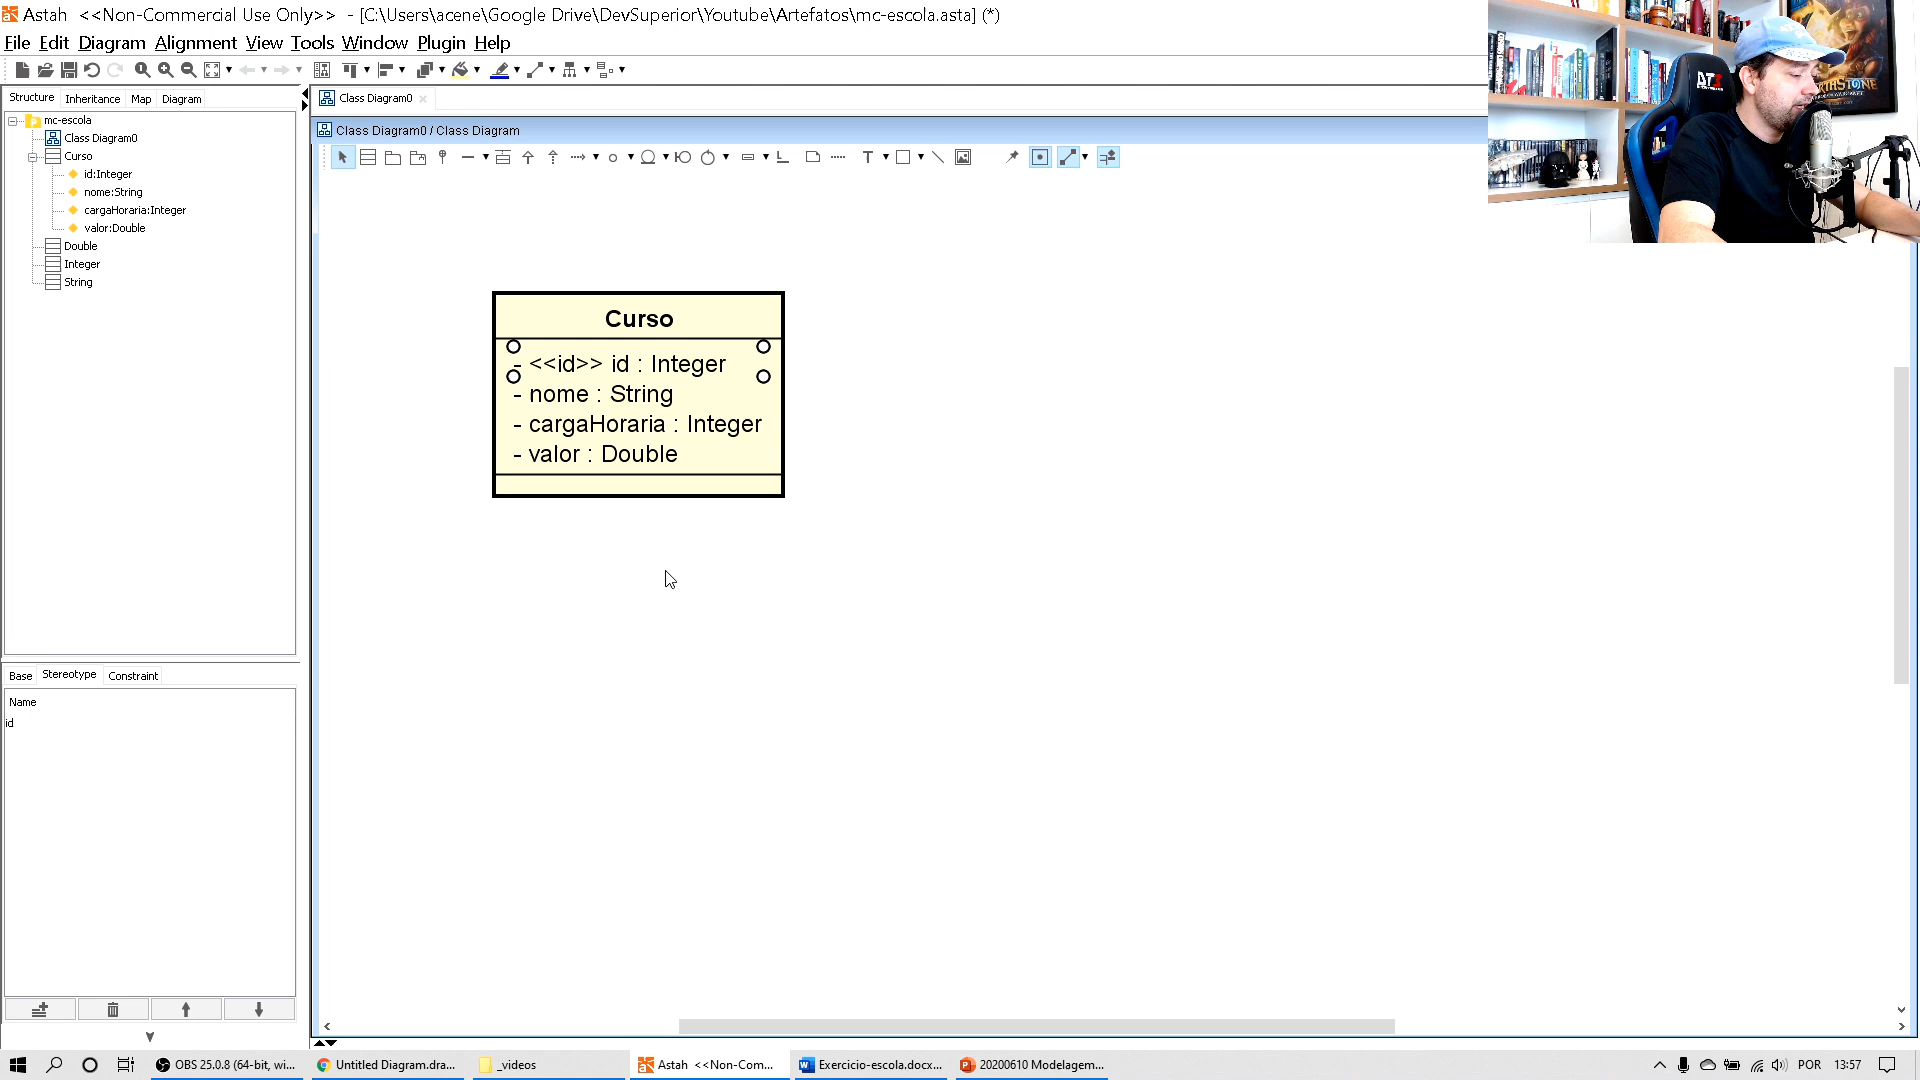 Astah <<Non-Commercial Use Only>> - [C:\Users\acene\Google Drive\DevSuperior\Youtube\Artefatos\mc-escola.asta] (*)
File Edit Diagram Alignment View Tools Window Plugin Help
Structure Inheritance Map Diagram
mc-escola
Class Diagram0
Curso
id:Integer
nome:String
cargaHoraria:Integer
valor:Double
Double
Integer
String
Base Stereotype Constraint
Name
id
Class Diagram0
Class Diagram0 / Class Diagram
Curso
- <<id>> id : Integer
- nome : String
- cargaHoraria : Integer
- valor : Double
OBS 25.0.8 (64-bit, wi...
Untitled Diagram.dra...
_videos
Astah <<Non-Com...
Exercicio-escola.docx...
20200610 Modelagem...
POR
13:57